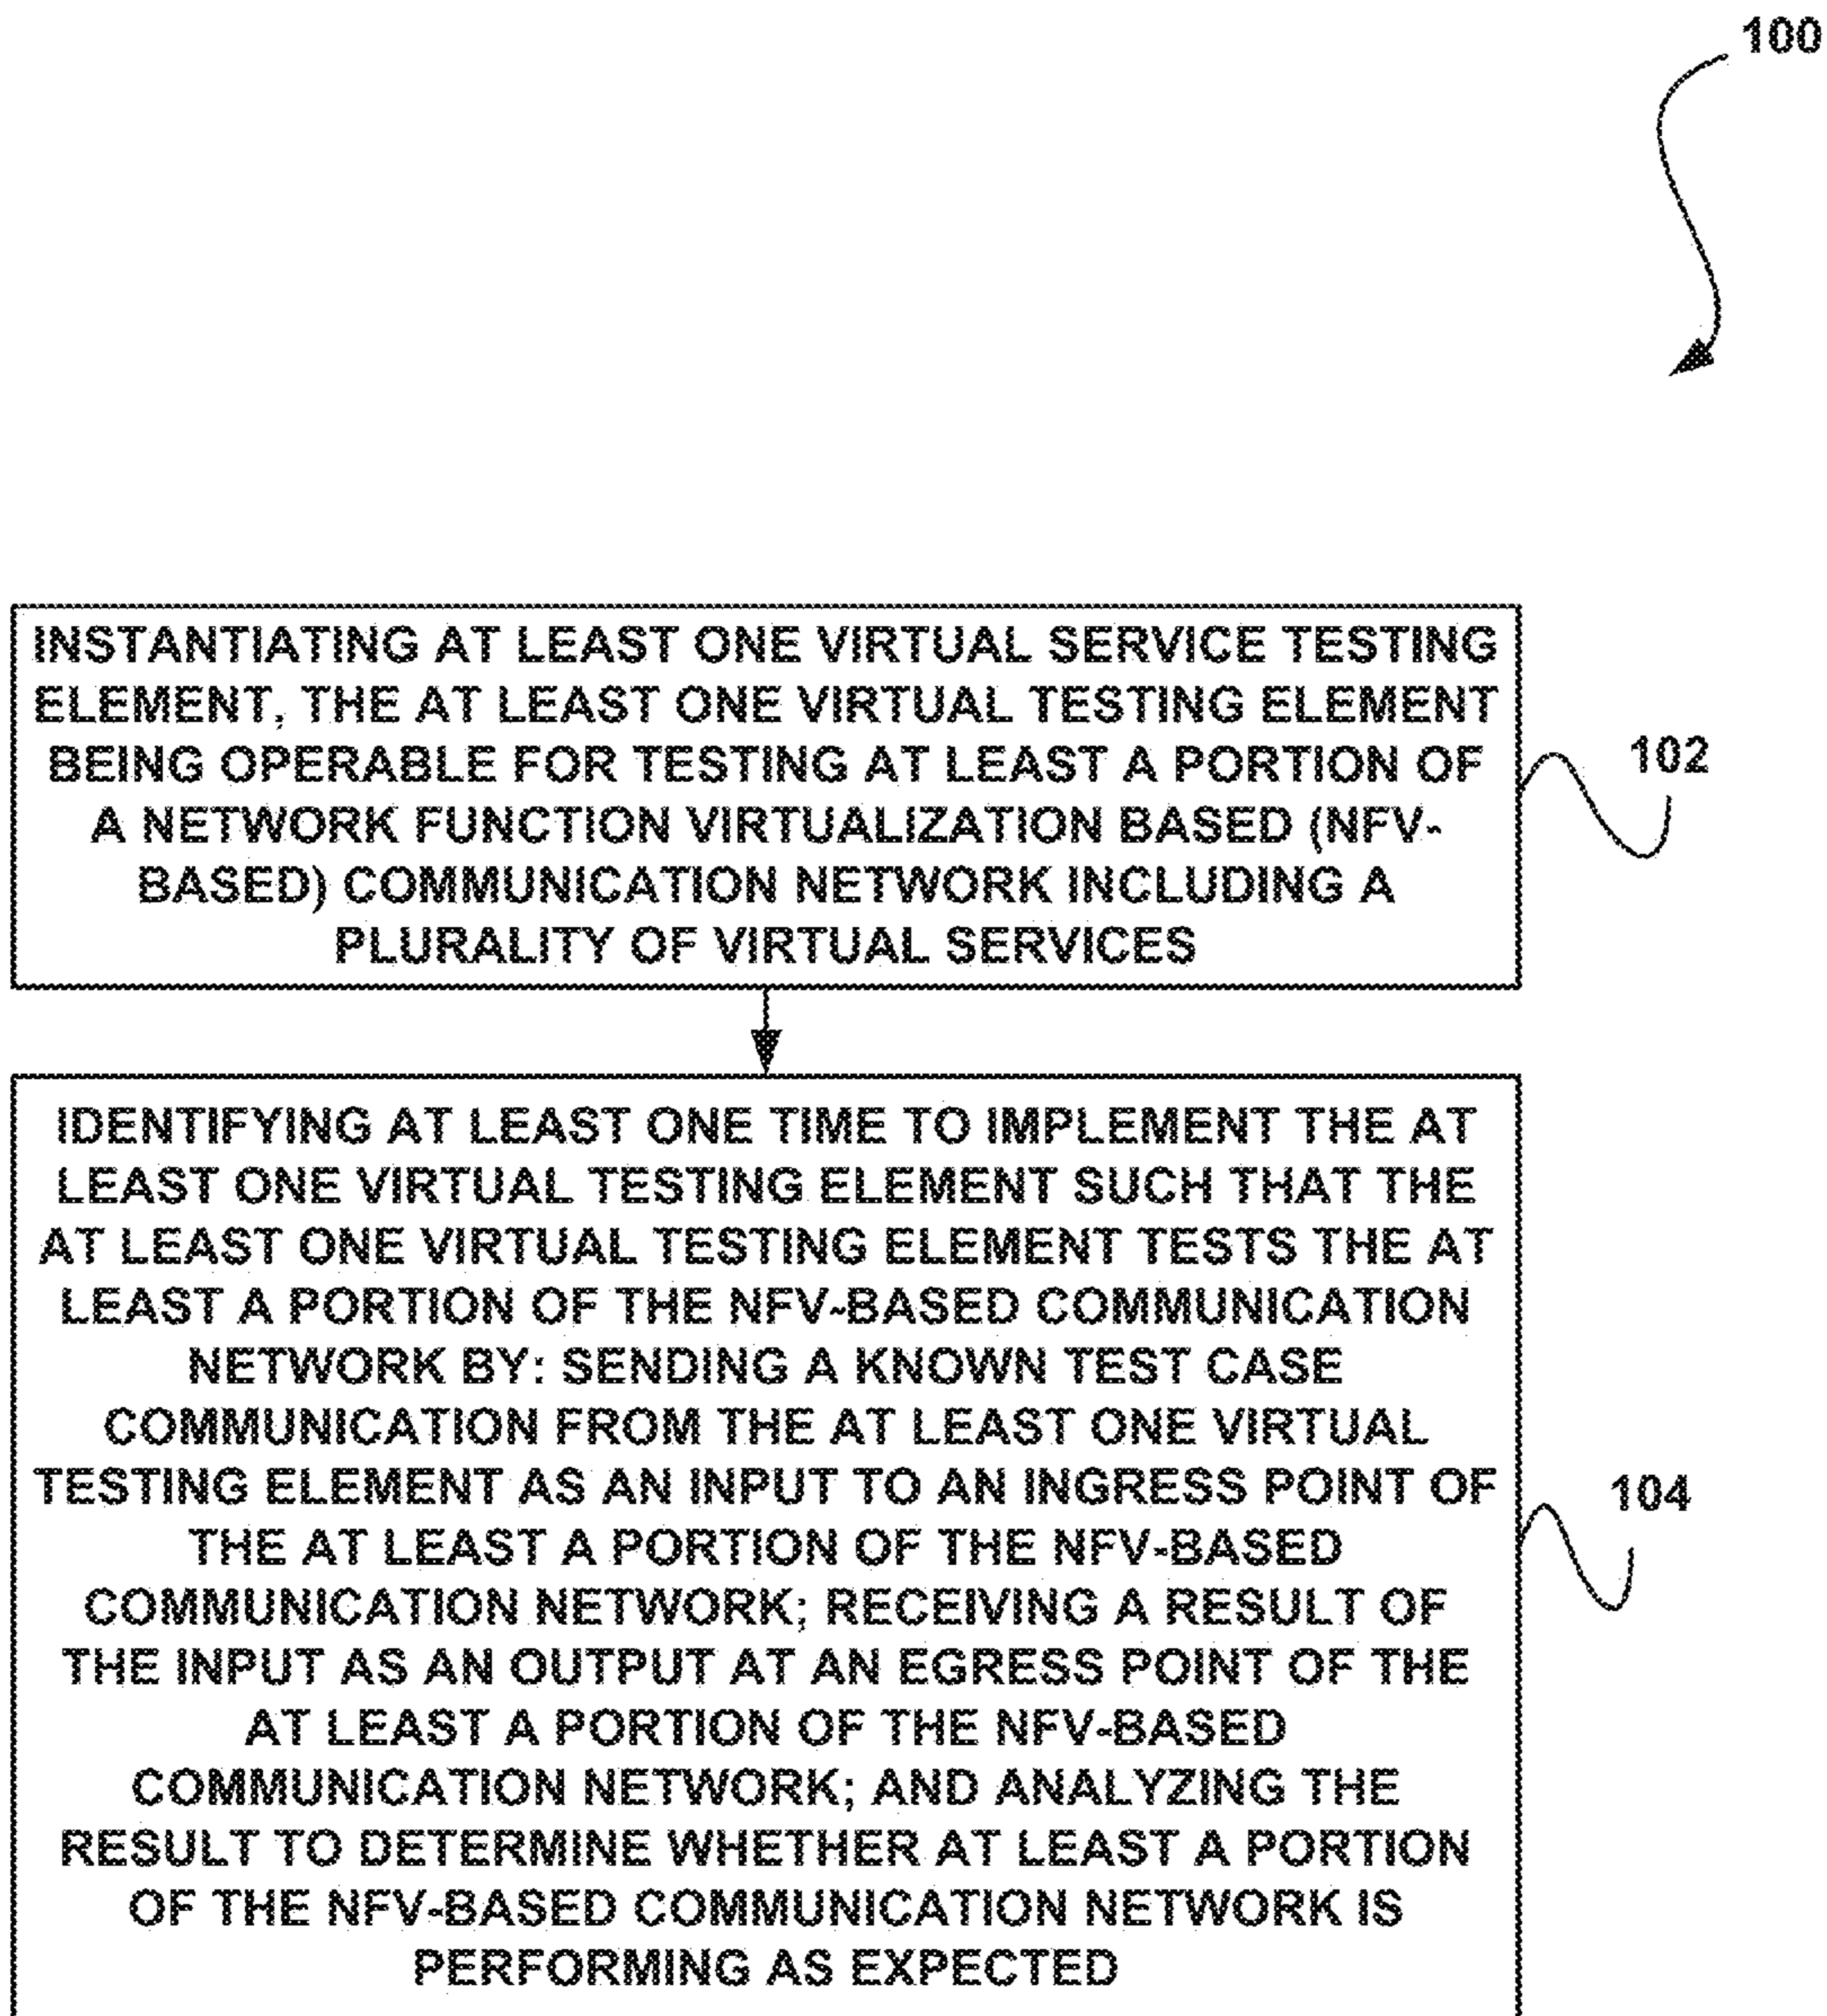 100
INSTANTIATING AT LEAST ONE VIRTUAL SERVICE TESTING
ELEMENT, THE AT LEAST ONE VIRTUAL TESTING ELEMENT
BEING OPERABLE FOR TESTING AT LEAST A PORTION OF
A NETWORK FUNCTION VIRTUALIZATION BASED (NFV-
BASED) COMMUNICATION NETWORK INCLUDING A
PLURALITY OF VIRTUAL SERVICES
102
IDENTIFYING AT LEAST ONE TIME TO IMPLEMENT THE AT
LEAST ONE VIRTUAL TESTING ELEMENT SUCH THAT THE
AT LEAST ONE VIRTUAL TESTING ELEMENT TESTS THE AT
LEAST A PORTION OF THE NFV-BASED COMMUNICATION
NETWORK BY: SENDING A KNOWN TEST CASE
COMMUNICATION FROM THE AT LEAST ONE VIRTUAL
TESTING ELEMENT AS AN INPUT TO AN INGRESS POINT OF
THE AT LEAST A PORTION OF THE NFV-BASED
COMMUNICATION NETWORK; RECEIVING A RESULT OF
THE INPUT AS AN OUTPUT AT AN EGRESS POINT OF THE
AT LEAST A PORTION OF THE NFV-BASED
COMMUNICATION NETWORK; AND ANALYZING THE
RESULT TO DETERMINE WHETHER AT LEAST A PORTION
OF THE NFV-BASED COMMUNICATION NETWORK IS
PERFORMING AS EXPECTED
104